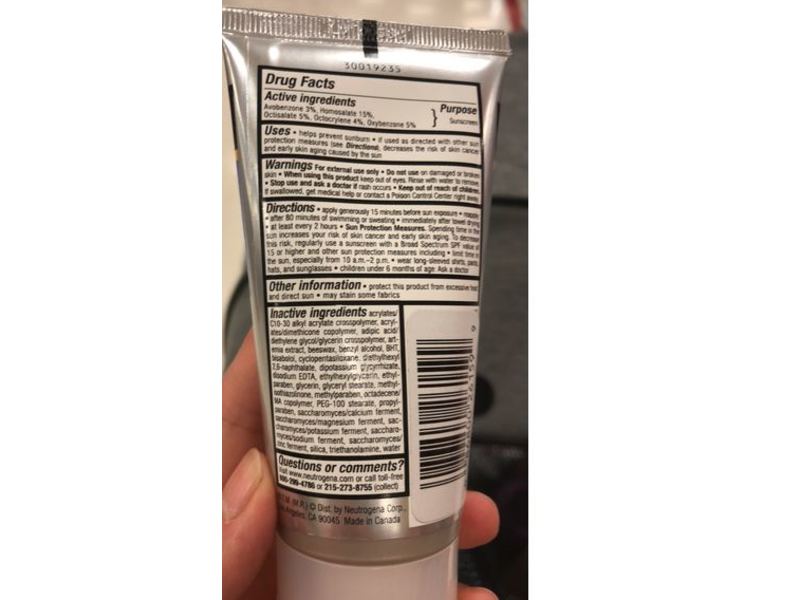 30019235
Drug Facts
Active ingredients
Purpose
Avobenzone 3%, Homosalate 15%,
Octisalate 5%, Octocrylene 4%, Oxybenzone 5%
Sunscreen
Uses • helps prevent sunburn • if used as directed with other sun
protection measures (see Directions), decreases the risk of skin cancer
and early skin aging caused by the sun
Warnings For external use only • Do not use on damaged or broken
skin • When using this product keep out of eyes. Rinse with water to remove.
• Stop use and ask a doctor if rash occurs • Keep out of reach of children.
If swallowed, get medical help or contact a Poison Control Center right away.
Directions • apply generously 15 minutes before sun exposure • reapply:
• after 80 minutes of swimming or sweating • immediately after towel drying
• at least every 2 hours • Sun Protection Measures. Spending time in the
sun increases your risk of skin cancer and early skin aging. To decrease
this risk, regularly use a sunscreen with a Broad Spectrum SPF value of
15 or higher and other sun protection measures including: • limit time in
the sun, especially from 10 a.m.–2 p.m. • wear long-sleeved shirts, pants,
hats, and sunglasses • children under 6 months of age: Ask a doctor
Other information • protect this product from excessive heat
and direct sun • may stain some fabrics
Inactive ingredients acrylates/
C10-30 alkyl acrylate crosspolymer, acryl-
ates/dimethicone copolymer, adipic acid/
diethylene glycol/glycerin crosspolymer, art-
emia extract, beeswax, benzyl alcohol, BHT,
bisabolol, cyclopentasiloxane, diethylhexyl
2,6-naphthalate, dipotassium glycyrrhizate,
disodium EDTA, ethylhexylglycerin, ethyl-
paraben, glycerin, glyceryl stearate, methyl-
isothiazolinone, methylparaben, octadecene/
MA copolymer, PEG-100 stearate, propyl-
paraben, saccharomyces/calcium ferment,
saccharomyces/magnesium ferment, sac-
charomyces/potassium ferment, saccharo-
myces/sodium ferment, saccharomyces/
zinc ferment, silica, triethanolamine, water
Questions or comments?
Visit www.neutrogena.com or call toll-free
800-299-4786 or 215-273-8755 (collect)
(M.R.) © Dist. by Neutrogena Corp.,
Los Angeles, CA 90045 Made in Canada